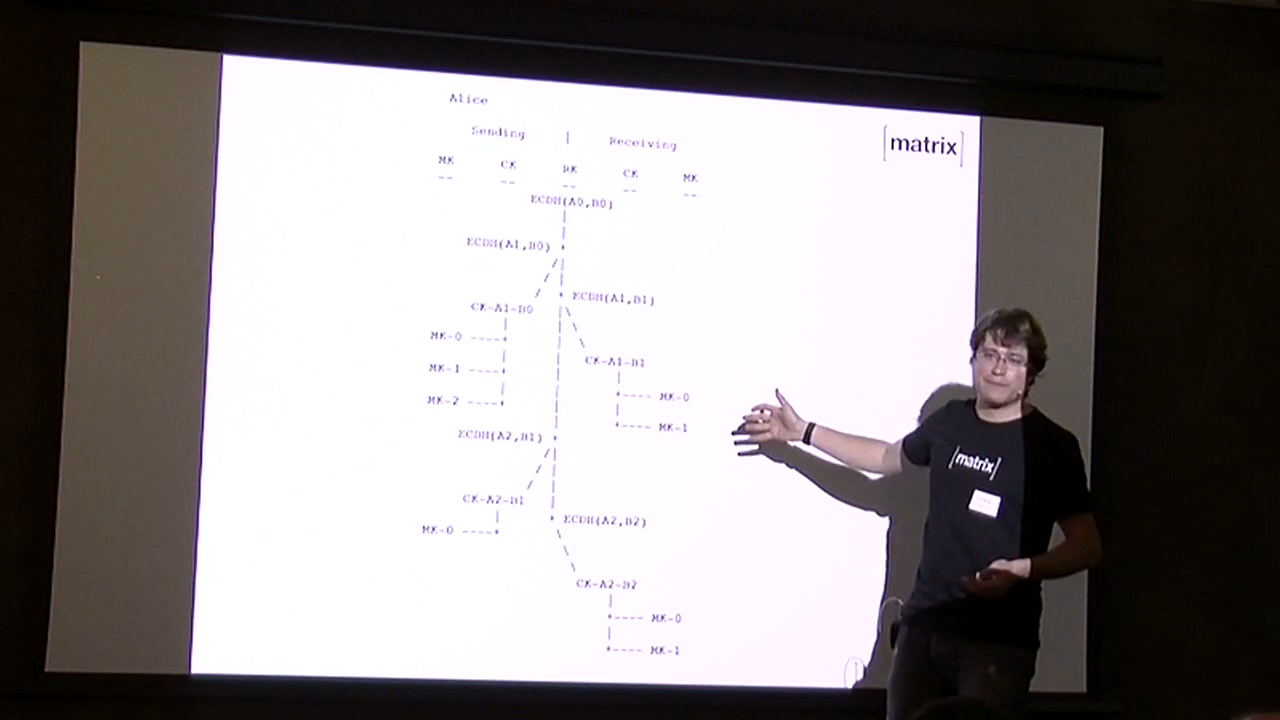 Alice
[matrix]
Sending | Receiving
MK CK RK CK MK
-- -- -- -- --
ECDH(A0,B0)
ECDH(A1,B0)
ECDH(A1,B1)
CK-A1-B0
MK-0 ----
CK-A1-B1
MK-1 ----
MK-2 ----
---- MK-0
---- MK-1
ECDH(A2,B1)
CK-A2-B1
ECDH(A2,B2)
MK-0 ----
CK-A2-B2
---- MK-0
---- MK-1
[matrix]